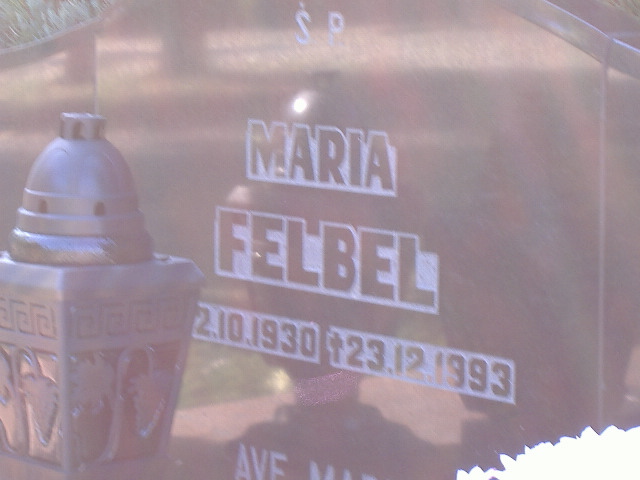 Ś P
MARIA
FELBEL
2.10.1930 †23.12.1993
AVE